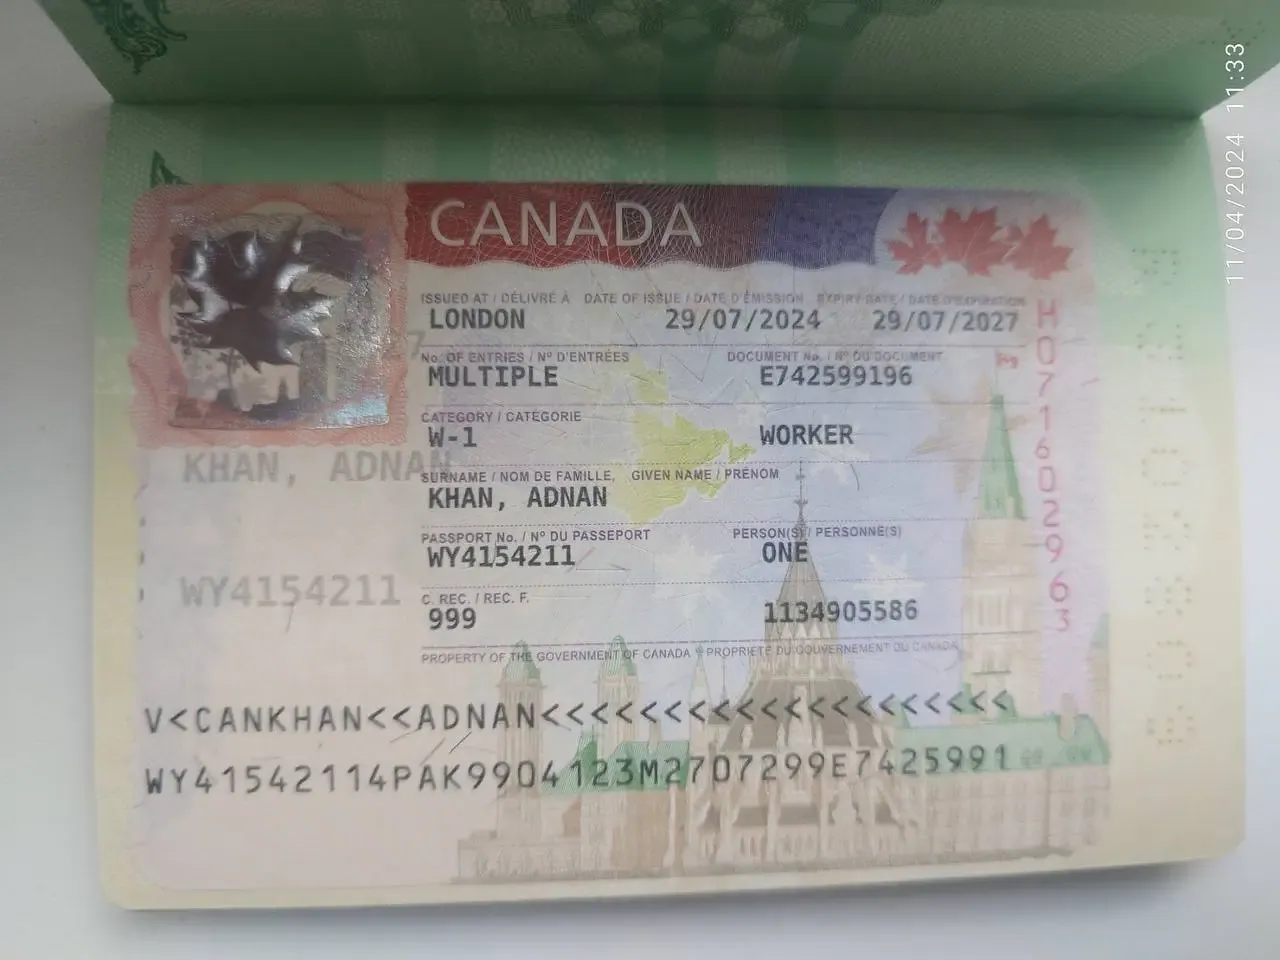 CANADA
ISSUED AT / DÉLIVRÉ À DATE OF ISSUE / DATE D'ÉMISSION EXPIRY DATE / DATE D'EXPIRATION
LONDON 29/07/2024 29/07/2027
No. OF ENTRIES / Nº D'ENTRÉES DOCUMENT No. / Nº DU DOCUMENT
MULTIPLE E742599196
CATEGORY / CATÉGORIE
W-1 WORKER
SURNAME / NOM DE FAMILLE, GIVEN NAME / PRÉNOM
KHAN, ADNAN
KHAN, ADNAN
PASSPORT No. / Nº DU PASSEPORT PERSON(S) / PERSONNE(S)
WY4154211 ONE
WY4154211
C. REC. / REC. F.
999 1134905586
PROPERTY OF THE GOVERNMENT OF CANADA PROPRIÉTÉ DU GOUVERNEMENT DU CANADA
V<CANKHAN<<ADNAN<<<<<<<<<<<<<<<<<<<<
WY41542114PAK9904123M2707299E7425991
H071602963
11/04/2024 11:33